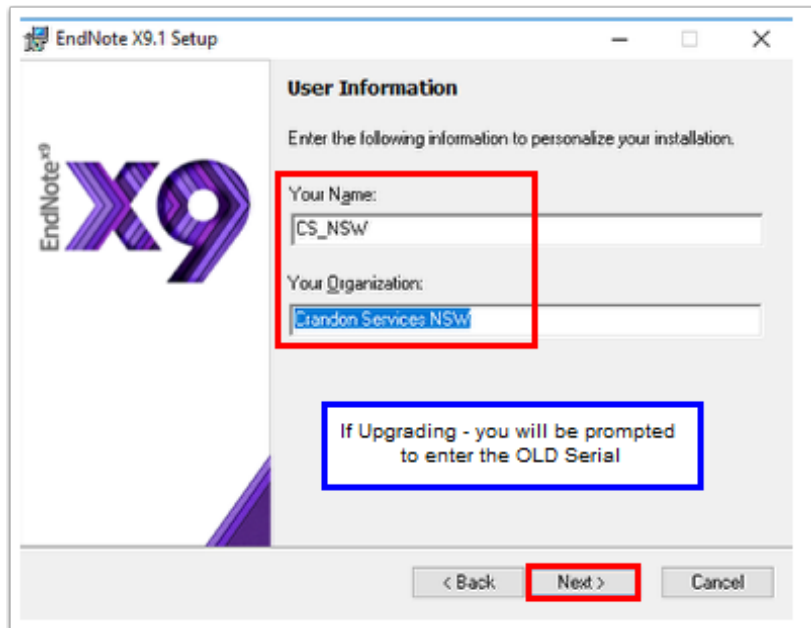 EndNote X9.1 Setup
User Information
Enter the following information to personalize your installation.
EndNote x9
X9
Your Name:
CS_NSW
Your Organization:
Crandon Services NSW
If Upgrading - you will be prompted
to enter the OLD Serial
< Back Next > Cancel